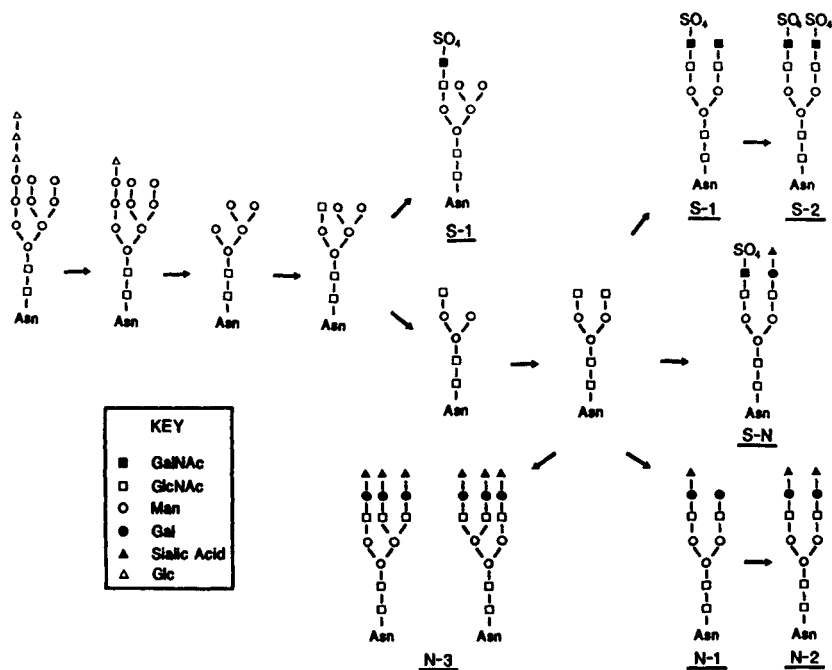 SO₄
Asn
S-1
Asn
Asn
Asn
Asn
SO₄
Asn
S-1
SO₄ SO₄
Asn
S-2
Asn
Asn
SO₄
Asn
S-N
KEY
GalNAc
GlcNAc
Man
Gal
Sialic Acid
Glc
Asn
Asn
N-3
Asn
N-1
Asn
N-2